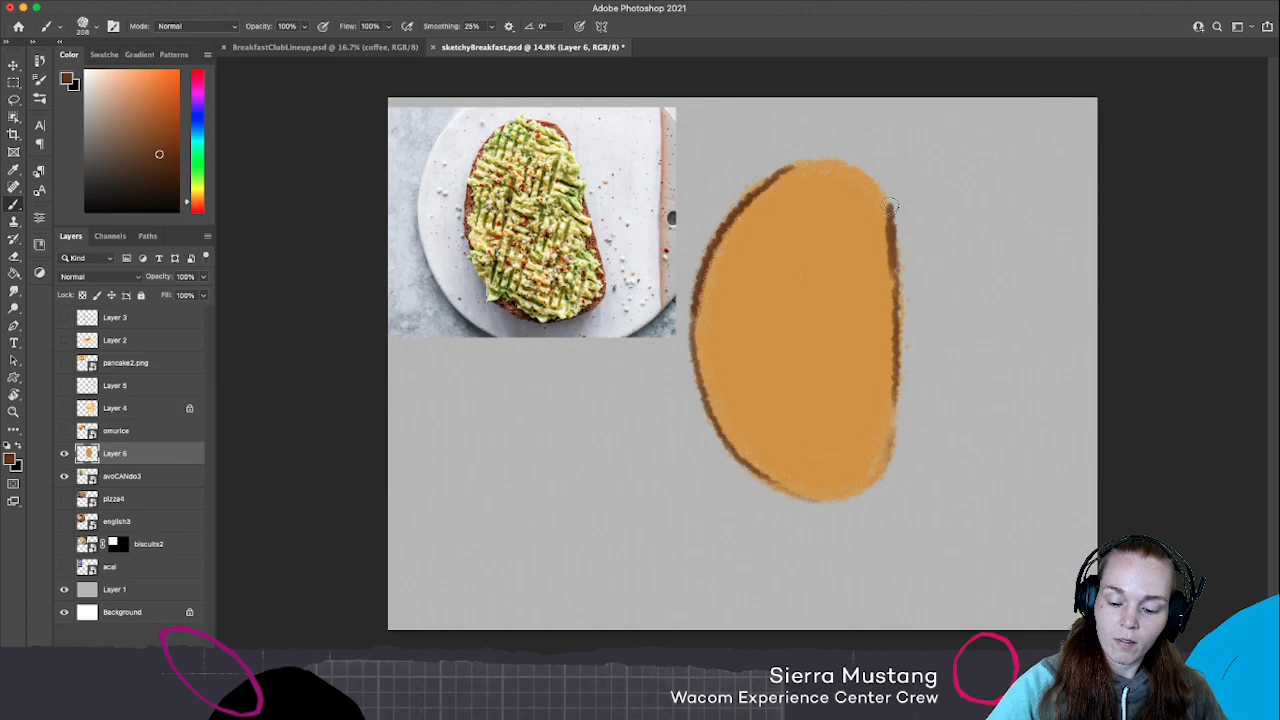 Adobe Photoshop 2021
208 Mode: Normal Opacity: 100% Flow: 100% Smoothing: 25% 0°
BreakfastClubLineup.psd @ 16.7% (coffee, RGB/8) sketchyBreakfast.psd @ 14.8% (Layer 6, RGB/8) *
Color Swatche Gradient Patterns
Layers Channels Paths
Kind
Normal Opacity: 100%
Lock: Fill: 100%
Layer 3
Layer 2
pancake2.png
Layer 5
Layer 4
omurice
Layer 6
avoCANdo3
pizza4
english3
biscuits2
acai
Layer 1
Background
Sierra Mustang
Wacom Experience Center Crew